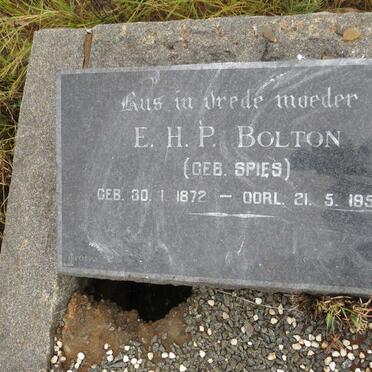 Rus in vrede moeder
E. H. P. BOLTON
(GEB. SPIES)
GEB. 30. 1. 1872 — OORL. 21. 5. 195